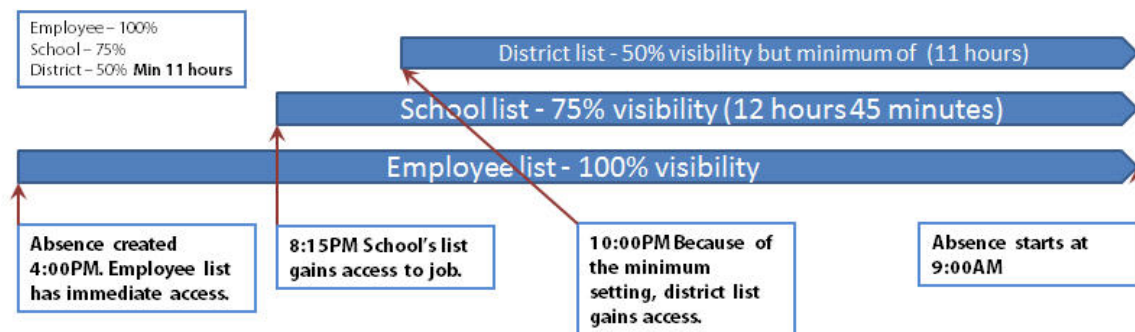 Employee – 100%
School – 75%
District – 50% Min 11 hours
District list - 50% visibility but minimum of (11 hours)
School list - 75% visibility (12 hours 45 minutes)
Employee list - 100% visibility
Absence created
4:00PM. Employee list
has immediate access.
8:15PM School's list
gains access to job.
10:00PM Because of
the minimum
setting, district list
gains access.
Absence starts at
9:00AM